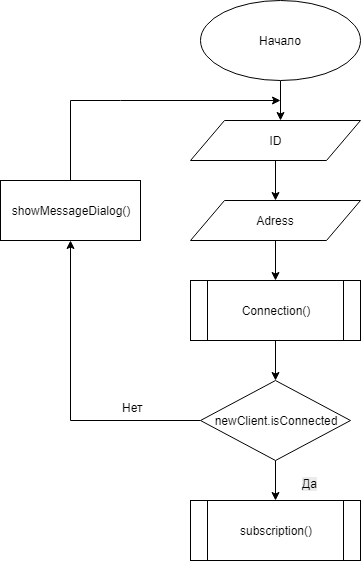 Начало
ID
showMessageDialog()
Adress
Connection()
Нет
newClient.isConnected
Да
subscription()